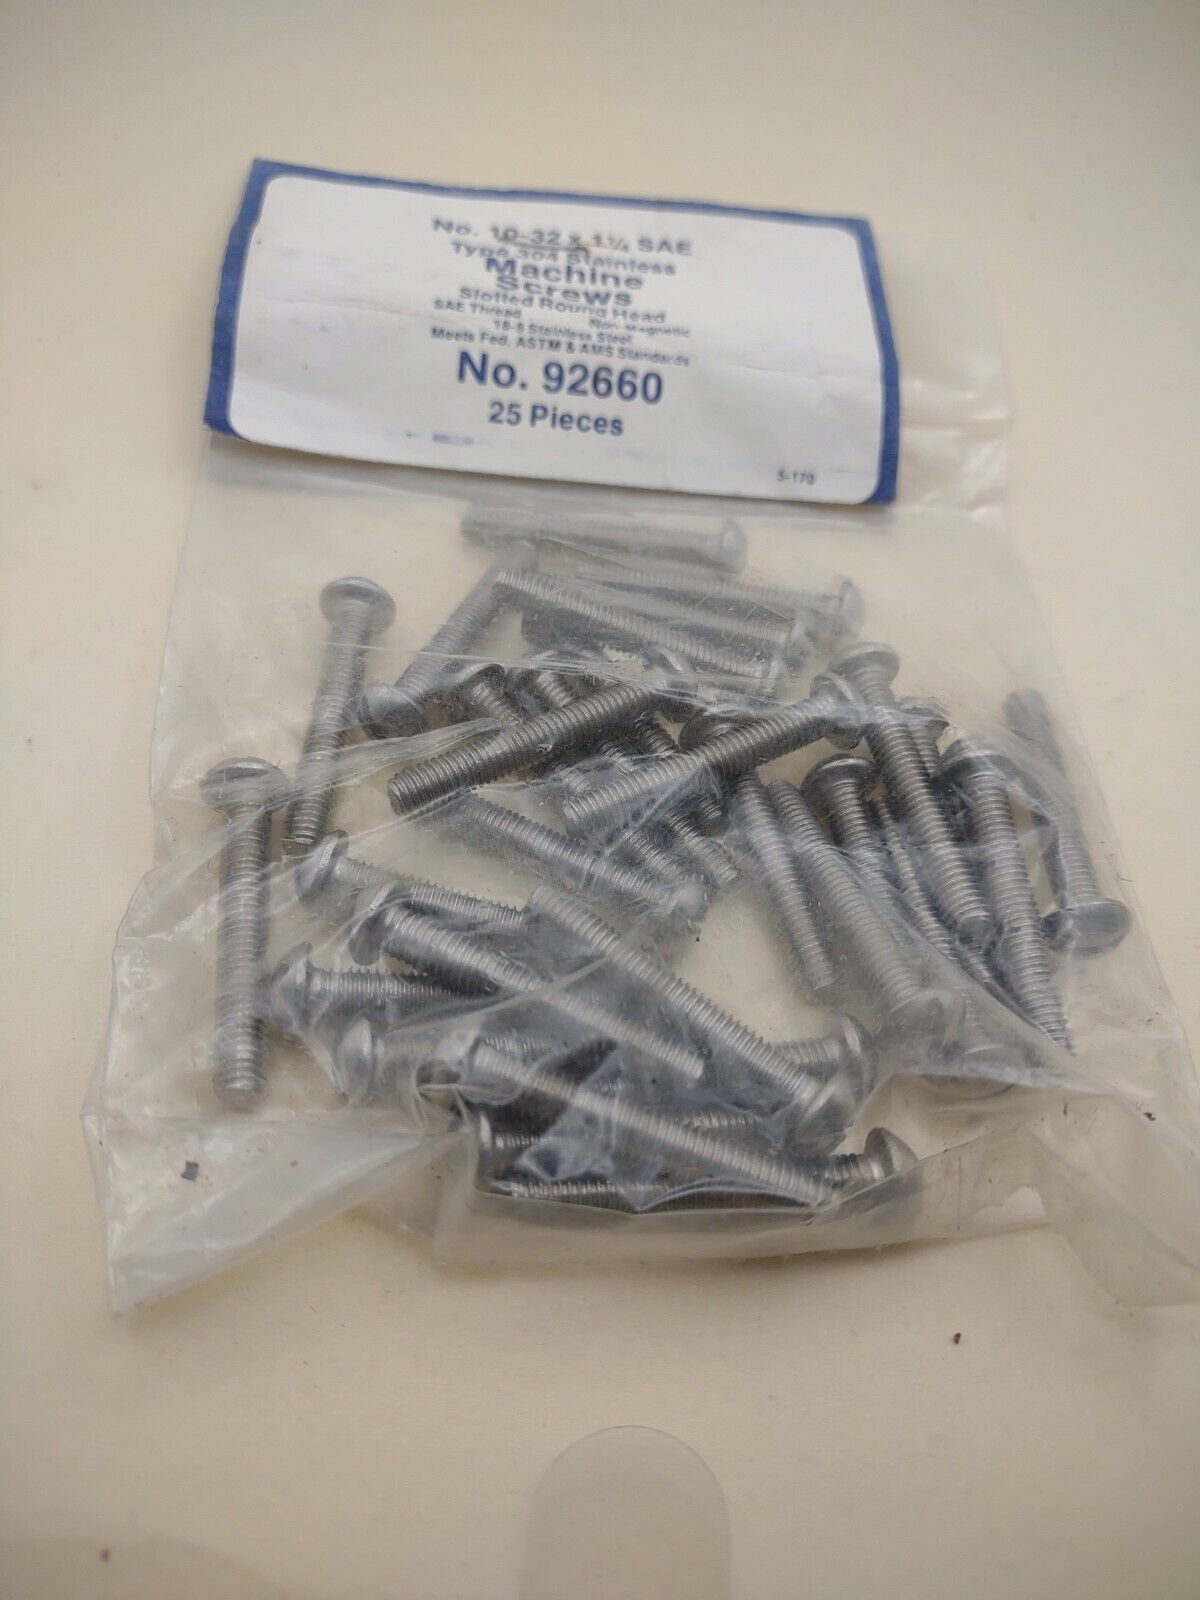 No. 10-32 x 1¼ SAE
Type 304 Stainless
Machine
Screws
Slotted Round Head
SAE Thread Non-Magnetic
18-8 Stainless Steel
Meets Fed, ASTM & AMS Standards
No. 92660
25 Pieces
5-170